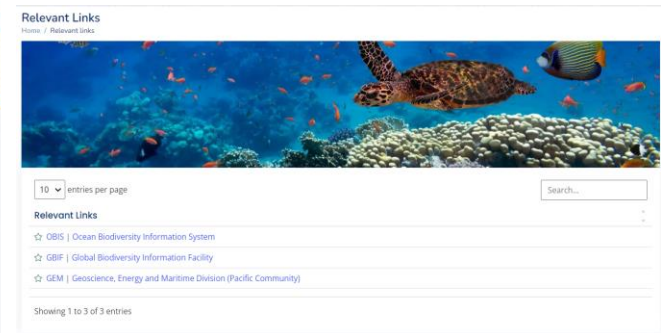 Relevant Links
Home / Relevant links
10 entries per page
Search...
Relevant Links
OBIS | Ocean Biodiversity Information System
GBIF | Global Biodiversity Information Facility
GEM | Geoscience, Energy and Maritime Division (Pacific Community)
Showing 1 to 3 of 3 entries